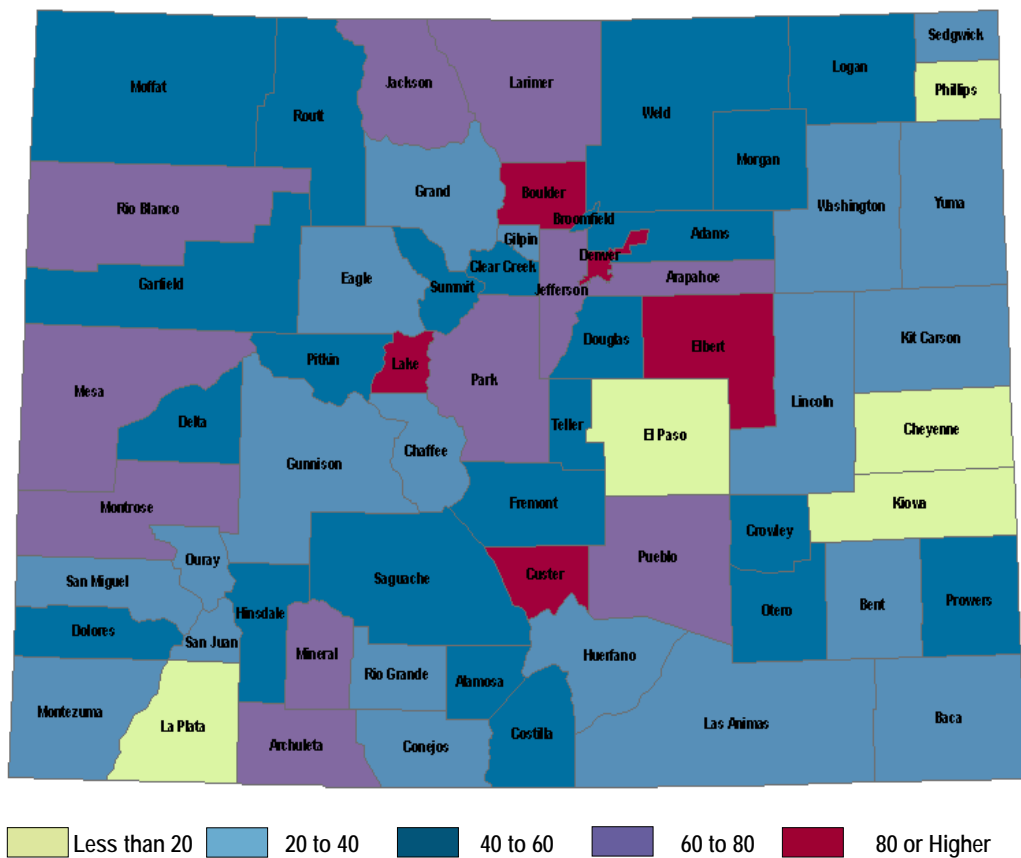 Sedgwick
Logan
Moffat
Jackson
Larimer
Phillips
Routt
Weld
Morgan
Grand
Boulder
Rio Blanco
Washington
Yuma
Broomfield
Gilpin
Adams
Denver
Clear Creek
Eagle
Arapahoe
Garfield
Summit
Jefferson
Douglas
Elbert
Kit Carson
Pitkin
Lake
Park
Mesa
Lincoln
Delta
Teller
El Paso
Cheyenne
Chaffee
Gunnison
Fremont
Kiowa
Montrose
Crowley
Ouray
Pueblo
San Miguel
Saguache
Custer
Otero
Bent
Prowers
Hinsdale
Dolores
San Juan
Mineral
Huerfano
Rio Grande
Alamosa
Montezuma
La Plata
Las Animas
Baca
Costilla
Archuleta
Conejos
Less than 20 20 to 40 40 to 60 60 to 80 80 or Higher